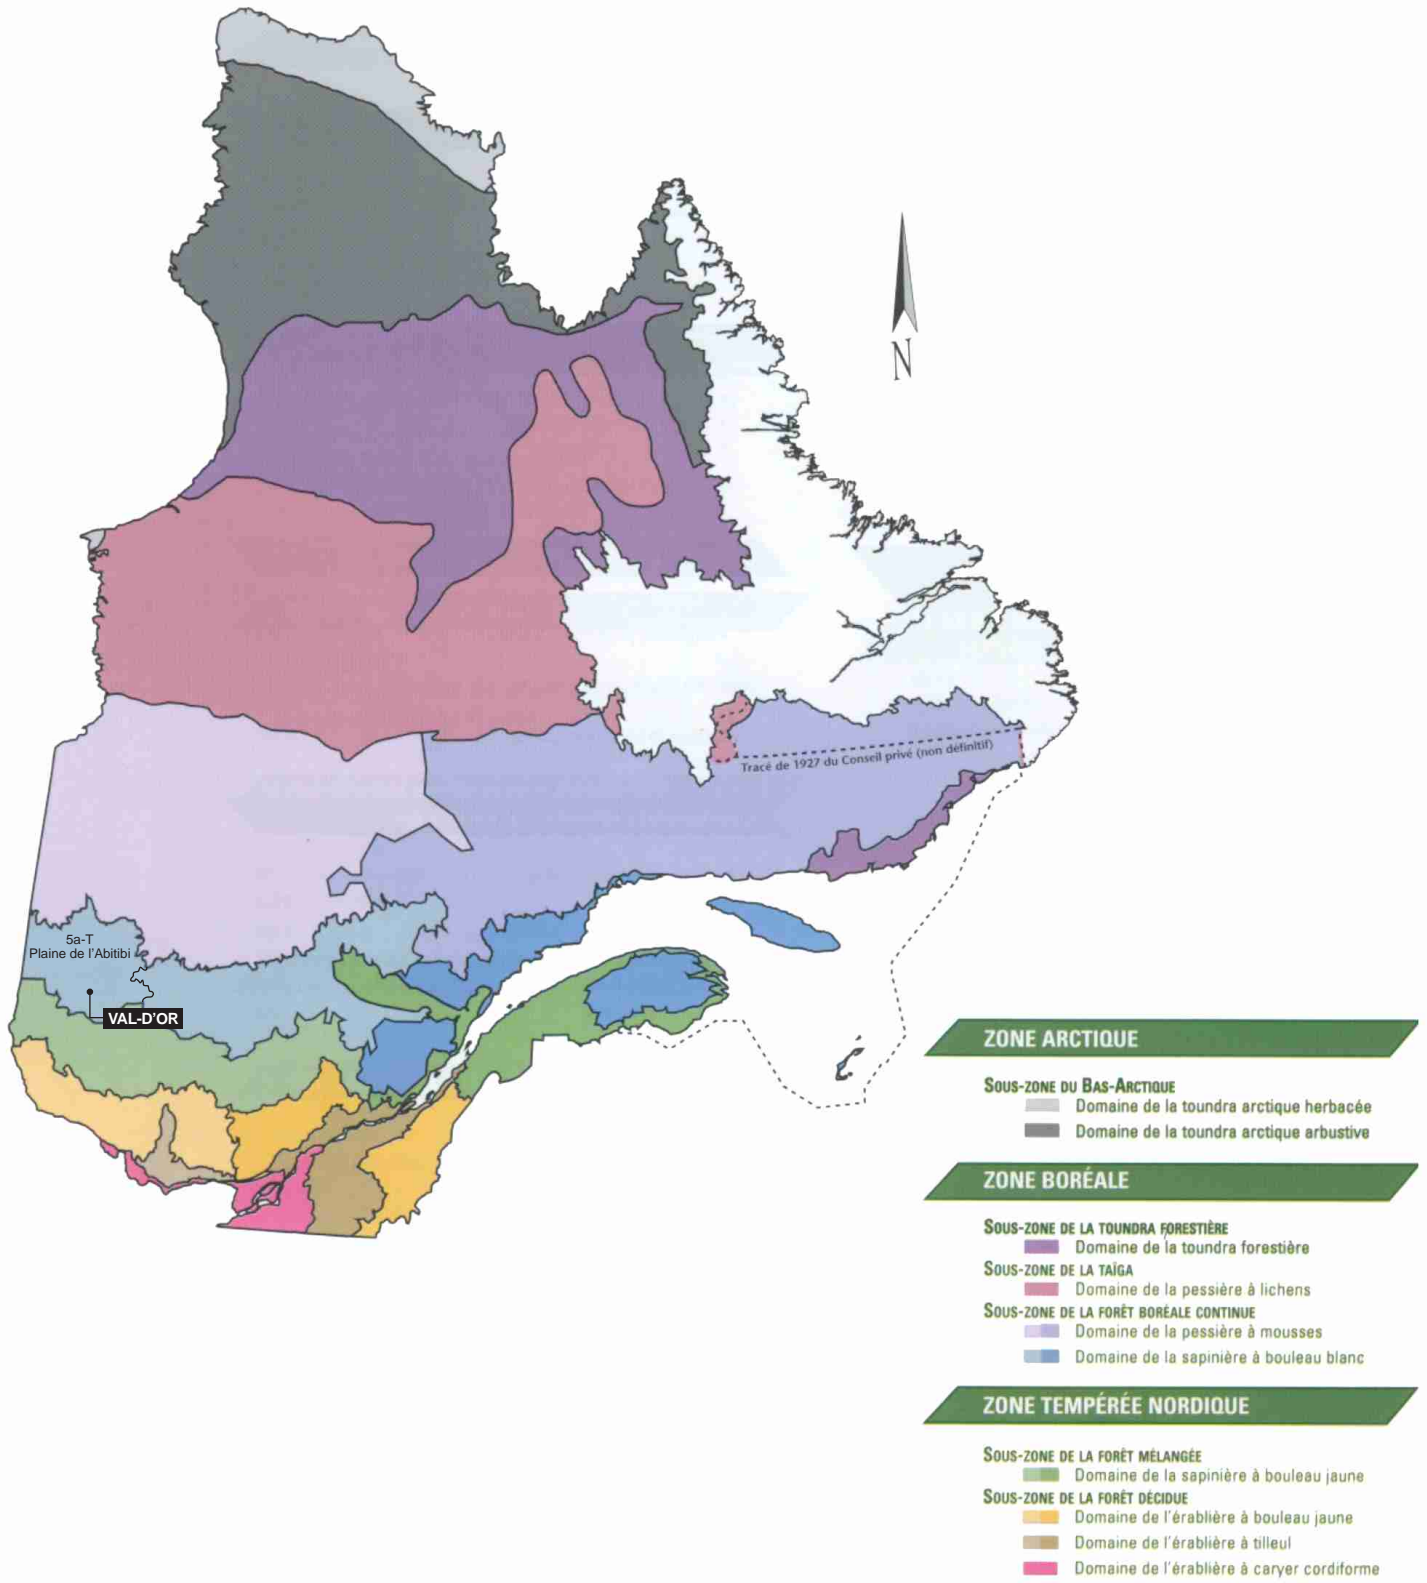 N
Tracé de 1927 du Conseil privé (non définitif)
5a-T
Plaine de l'Abitibi
VAL-D'OR
ZONE ARCTIQUE
SOUS-ZONE DU BAS-ARCTIQUE
Domaine de la toundra arctique herbacée
Domaine de la toundra arctique arbustive
ZONE BORÉALE
SOUS-ZONE DE LA TOUNDRA FORESTIÈRE
Domaine de la toundra forestière
SOUS-ZONE DE LA TAÏGA
Domaine de la pessière à lichens
SOUS-ZONE DE LA FORÊT BORÉALE CONTINUE
Domaine de la pessière à mousses
Domaine de la sapinière à bouleau blanc
ZONE TEMPÉRÉE NORDIQUE
SOUS-ZONE DE LA FORÊT MÉLANGÉE
Domaine de la sapinière à bouleau jaune
SOUS-ZONE DE LA FORÊT DÉCIDUE
Domaine de l'érablière à bouleau jaune
Domaine de l'érablière à tilleul
Domaine de l'érablière à caryer cordiforme